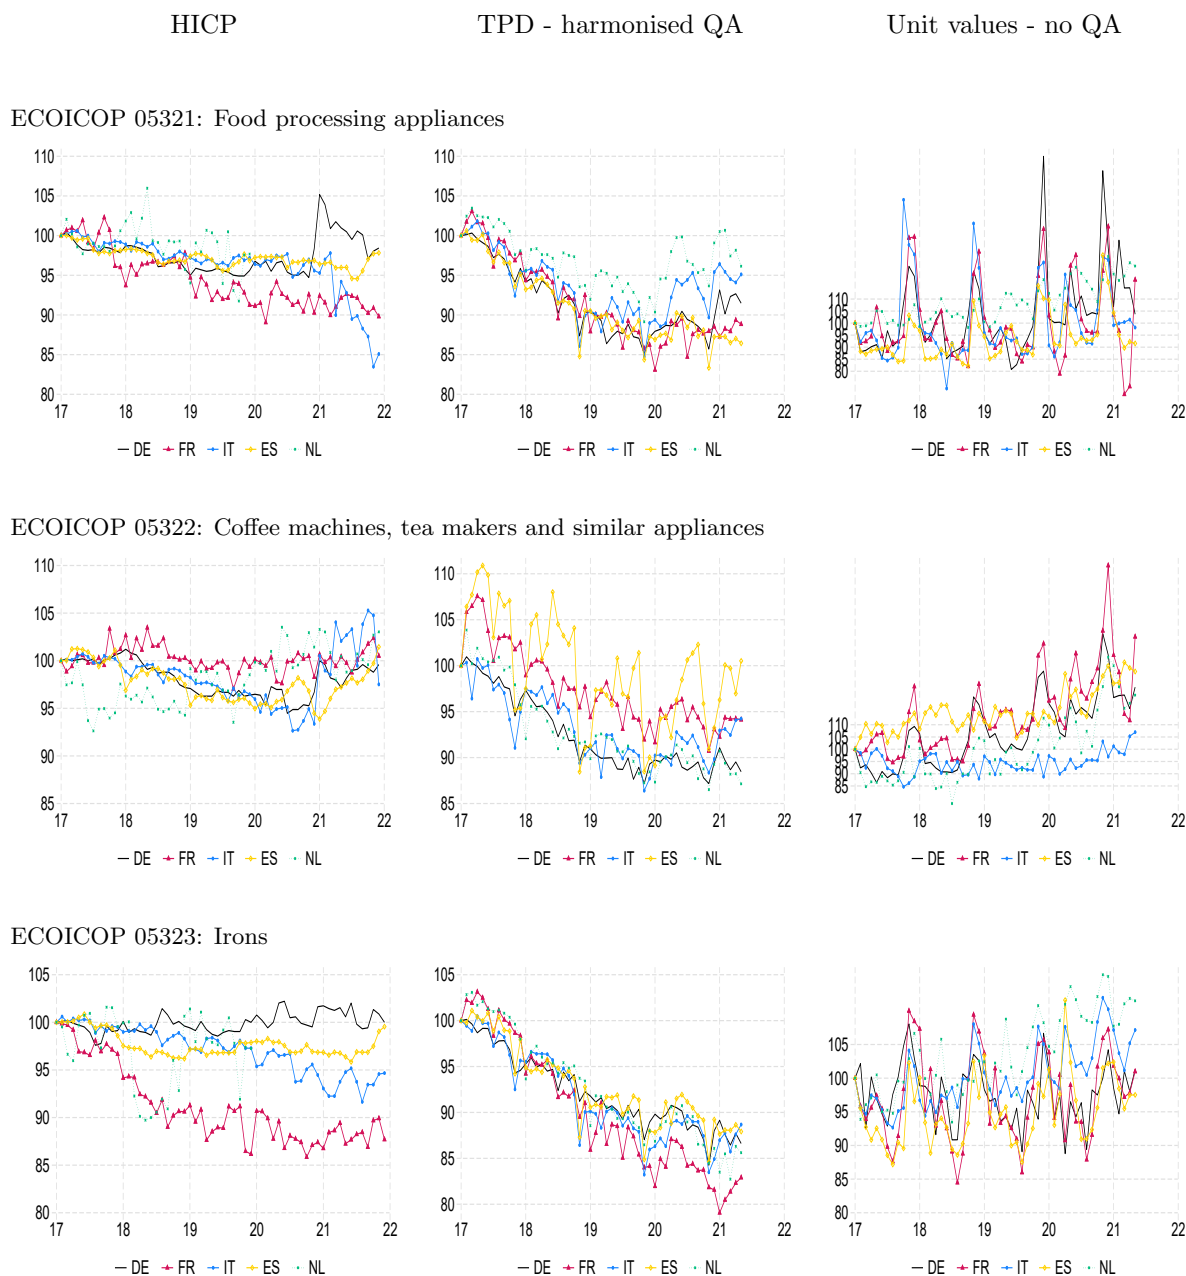 HICP TPD - harmonised QA Unit values - no QA
ECOICOP 05321: Food processing appliances
110 105 100 95 90 85 80
17 18 19 20 21 22
DE FR IT ES NL
110 105 100 95 90 85 80
17 18 19 20 21 22
DE FR IT ES NL
110 105 100 95 90 85 80
17 18 19 20 21 22
DE FR IT ES NL
ECOICOP 05322: Coffee machines, tea makers and similar appliances
110 105 100 95 90 85
17 18 19 20 21 22
DE FR IT ES NL
110 105 100 95 90 85
17 18 19 20 21 22
DE FR IT ES NL
110 105 100 95 90 85
17 18 19 20 21 22
DE FR IT ES NL
ECOICOP 05323: Irons
105 100 95 90 85 80
17 18 19 20 21 22
DE FR IT ES NL
105 100 95 90 85 80
17 18 19 20 21 22
DE FR IT ES NL
105 100 95 90 85 80
17 18 19 20 21 22
DE FR IT ES NL